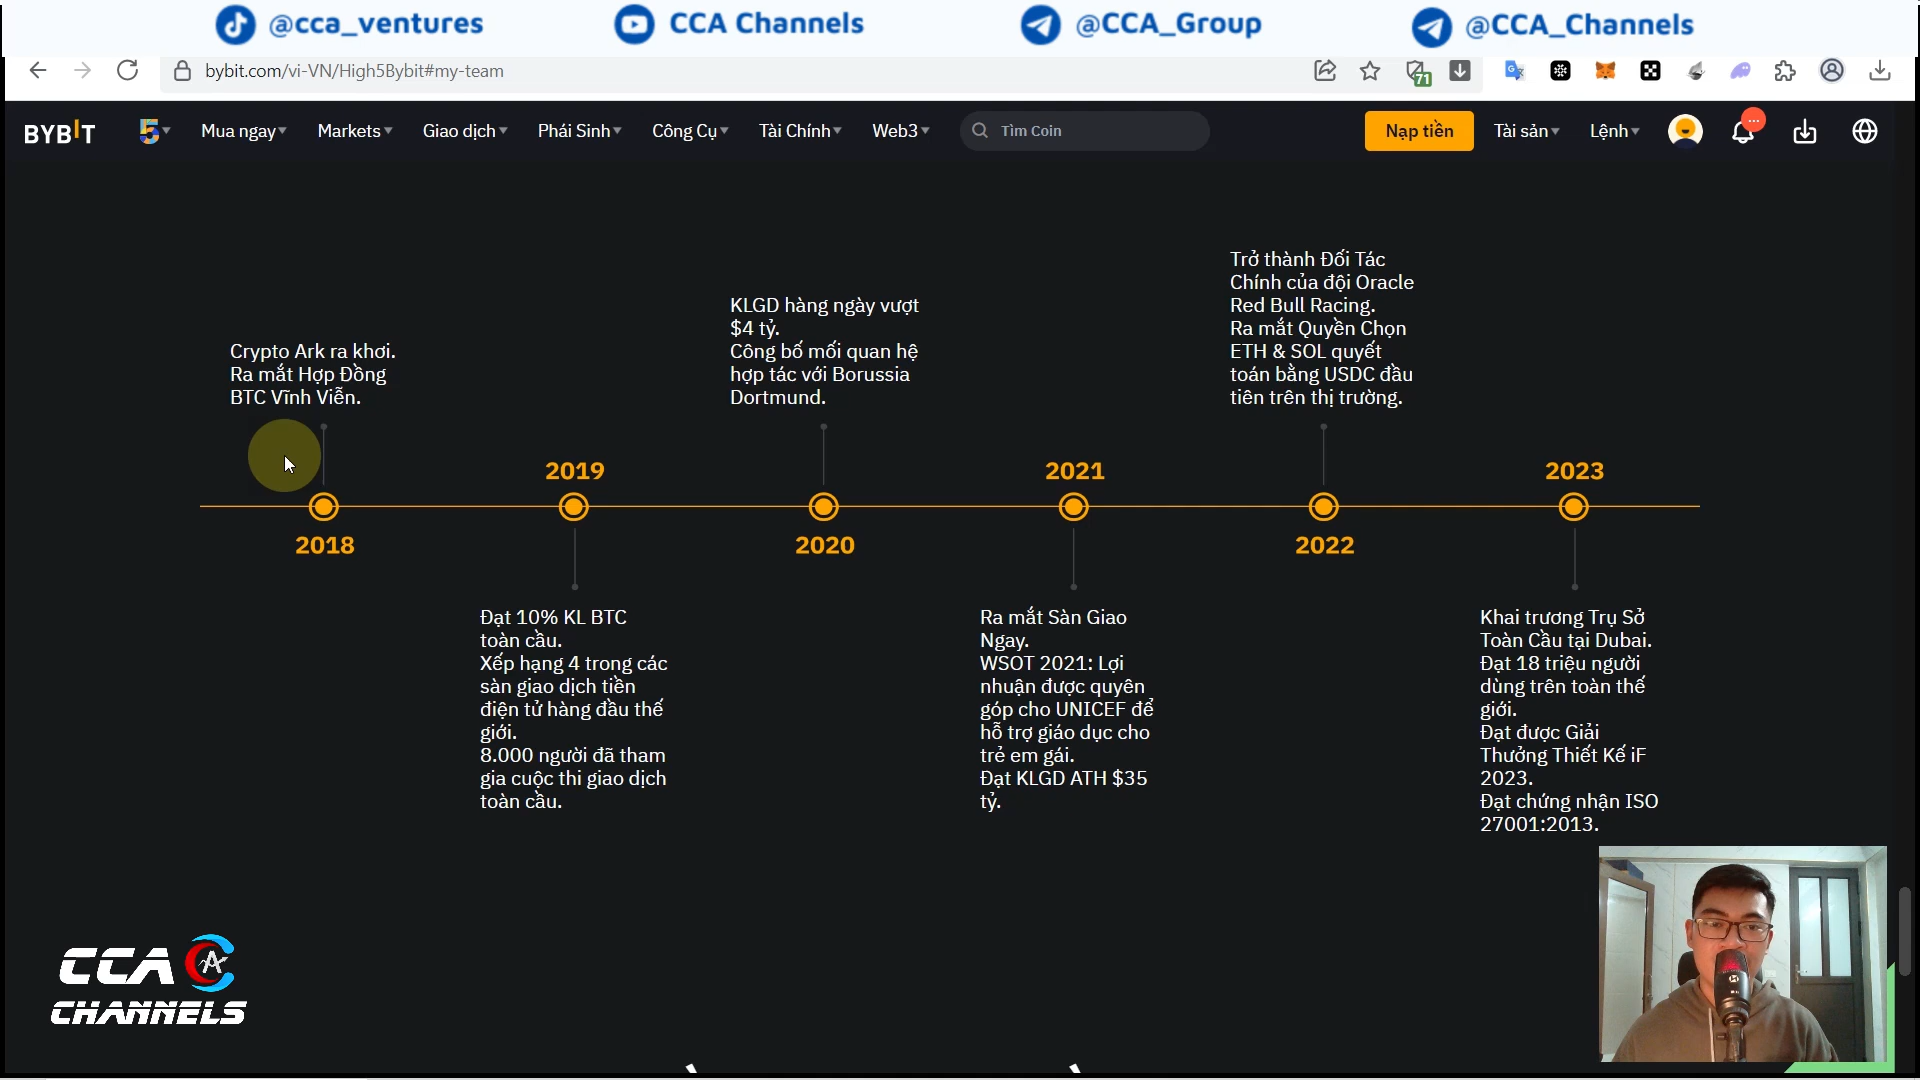 @cca_ventures
CCA Channels
@CCA_Group
@CCA_Channels
bybit.com/vi-VN/High5Bybit#my-team
71
BYBIT
5
Mua ngay
Markets
Giao dịch
Phái Sinh
Công Cụ
Tài Chính
Web3
Tìm Coin
Nạp tiền
Tài sản
Lệnh
Crypto Ark ra khơi.
Ra mắt Hợp Đồng
BTC Vĩnh Viễn.
2018
2019
Đạt 10% KL BTC
toàn cầu.
Xếp hạng 4 trong các
sàn giao dịch tiền
điện tử hàng đầu thế
giới.
8.000 người đã tham
gia cuộc thi giao dịch
toàn cầu.
KLGD hàng ngày vượt
$4 tỷ.
Công bố mối quan hệ
hợp tác với Borussia
Dortmund.
2020
2021
Ra mắt Sàn Giao
Ngay.
WSOT 2021: Lợi
nhuận được quyên
góp cho UNICEF để
hỗ trợ giáo dục cho
trẻ em gái.
Đạt KLGD ATH $35
tỷ.
Trở thành Đối Tác
Chính của đội Oracle
Red Bull Racing.
Ra mắt Quyền Chọn
ETH & SOL quyết
toán bằng USDC đầu
tiên trên thị trường.
2022
2023
Khai trương Trụ Sở
Toàn Cầu tại Dubai.
Đạt 18 triệu người
dùng trên toàn thế
giới.
Đạt được Giải
Thưởng Thiết Kế iF
2023.
Đạt chứng nhận ISO
27001:2013.
CCA
CHANNELS